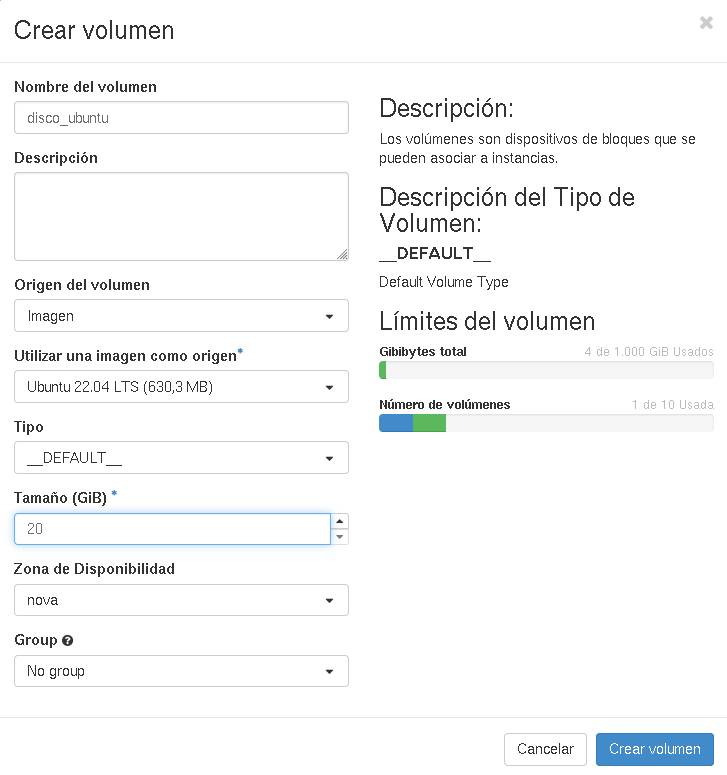 Crear volumen
×
Nombre del volumen
disco_ubuntu
Descripción
Origen del volumen
Imagen
Utilizar una imagen como origen*
Ubuntu 22.04 LTS (630,3 MB)
Tipo
__DEFAULT__
Tamaño (GiB) *
20
Zona de Disponibilidad
nova
Group ?
No group
Descripción:
Los volúmenes son dispositivos de bloques que se
pueden asociar a instancias.
Descripción del Tipo de
Volumen:
__DEFAULT__
Default Volume Type
Límites del volumen
Gibibytes total 4 de 1.000 GiB Usados
Número de volúmenes 1 de 10 Usada
Cancelar Crear volumen